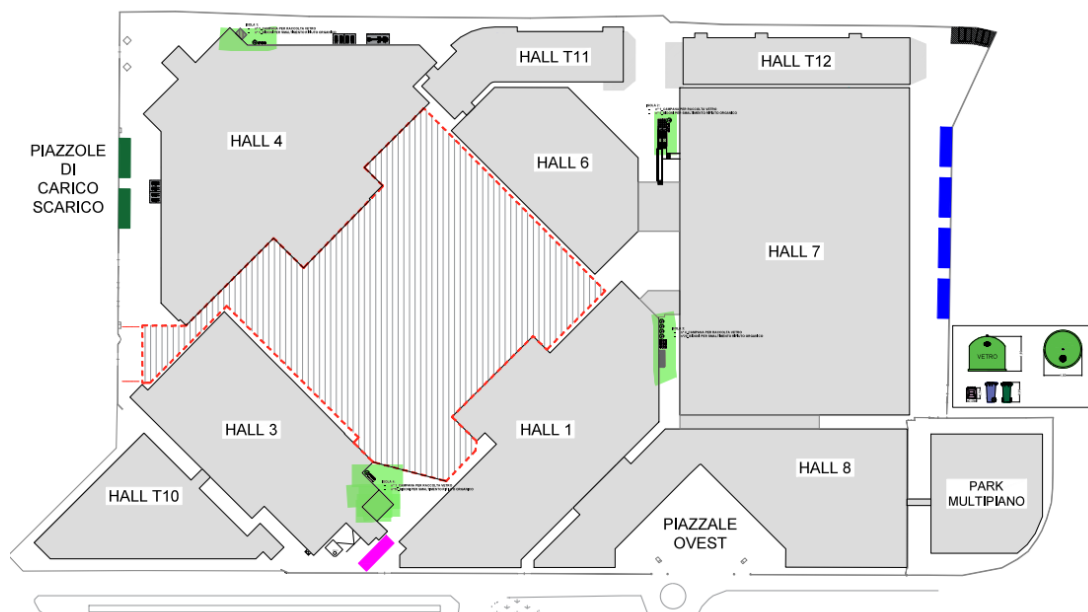 HALL T11
HALL T12
HALL 4
PIAZZOLE
DI
CARICO
SCARICO
HALL 6
HALL 7
VETRO
HALL 3
HALL 1
HALL 8
HALL T10
PARK
MULTIPIANO
PIAZZALE
OVEST